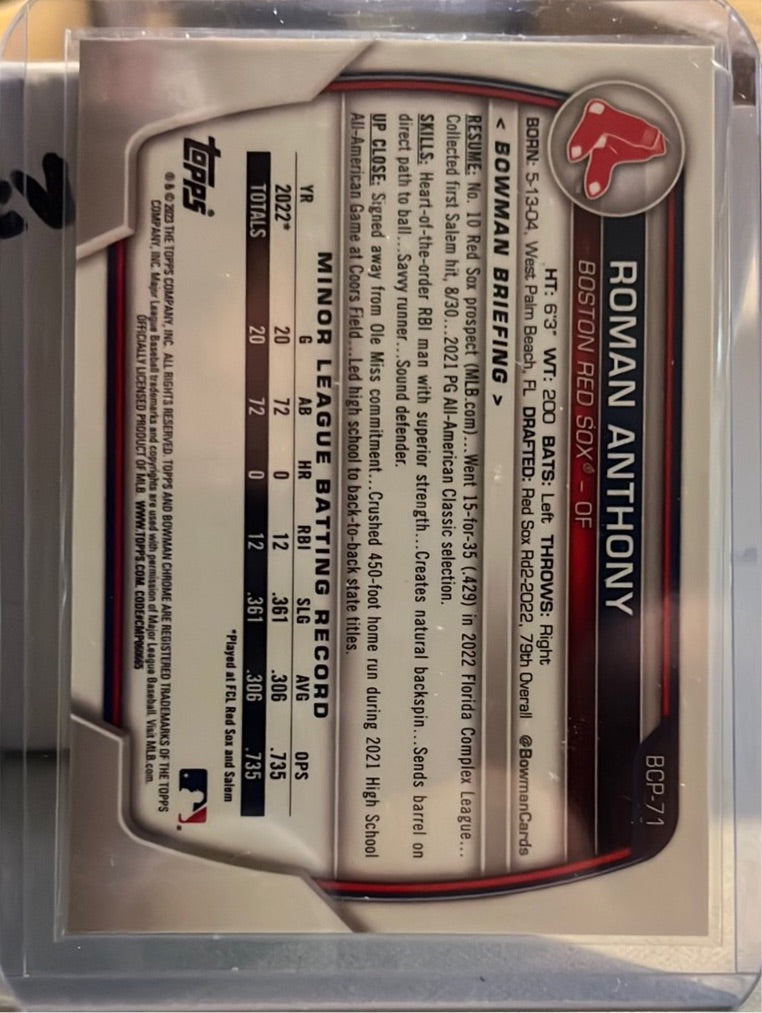 BCP-71
ROMAN ANTHONY
BOSTON RED SOX® – OF
HT: 6'3" WT: 200 BATS: Left THROWS: Right
BORN: 5-13-04, West Palm Beach, FL DRAFTED: Red Sox Rd2-2022, 79th Overall @BowmanCards
< BOWMAN BRIEFING >
RESUME: No. 10 Red Sox prospect (MLB.com)...Went 15-for-35 (.429) in 2022 Florida Complex League...
Collected first Salem hit, 8/30...2021 PG All-American Classic selection.
SKILLS: Heart-of-the-order RBI man with superior strength...Creates natural backspin...Sends barrel on
direct path to ball...Savvy runner...Sound defender.
UP CLOSE: Signed away from Ole Miss commitment...Crushed 450-foot home run during 2021 High School
All-American Game at Coors Field...Led high school to back-to-back state titles.
MINOR LEAGUE BATTING RECORD
YR G AB HR RBI SLG AVG OPS
2022* 20 72 0 12 .361 .306 .735
TOTALS 20 72 0 12 .361 .306 .735
*Played at FCL Red Sox and Salem
topps
® & © 2023 THE TOPPS COMPANY, INC. ALL RIGHTS RESERVED. TOPPS AND BOWMAN CHROME ARE REGISTERED TRADEMARKS OF THE TOPPS
COMPANY, INC. Major League Baseball trademarks and copyrights are used with permission of Major League Baseball. Visit MLB.com.
OFFICIALLY LICENSED PRODUCT OF MLB. WWW.TOPPS.COM.